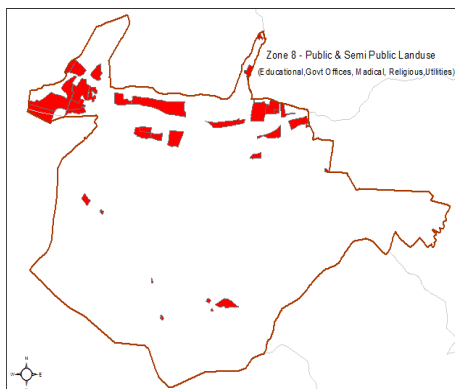 Zone 8 - Public & Semi Public Landuse
(Educational,Govt Offices, Madical, Religious,Utilities)
N
W E